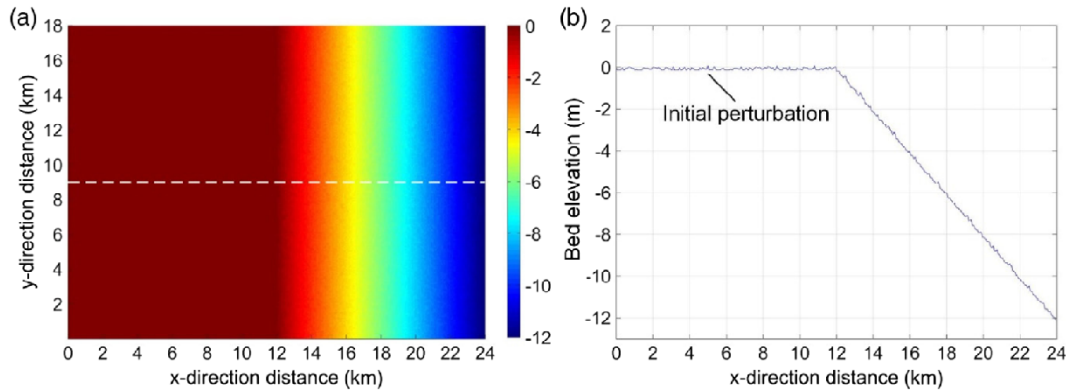 (a)
18
16
14
12
10
8
6
4
2
0 2 4 6 8 10 12 14 16 18 20 22 24
y-direction distance (km)
x-direction distance (km)
0
-2
-4
-6
-8
-10
-12
(b)
2
0
-2
-4
-6
-8
-10
-12
0 2 4 6 8 10 12 14 16 18 20 22 24
Bed elevation (m)
Initial perturbation
x-direction distance (km)